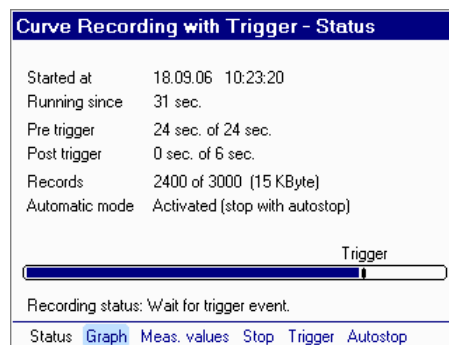 Curve Recording with Trigger - Status
Started at 18.09.06 10:23:20
Running since 31 sec.
Pre trigger 24 sec. of 24 sec.
Post trigger 0 sec. of 6 sec.
Records 2400 of 3000 (15 KByte)
Automatic mode Activated (stop with autostop)
Trigger
Recording status: Wait for trigger event.
Status Graph Meas. values Stop Trigger Autostop